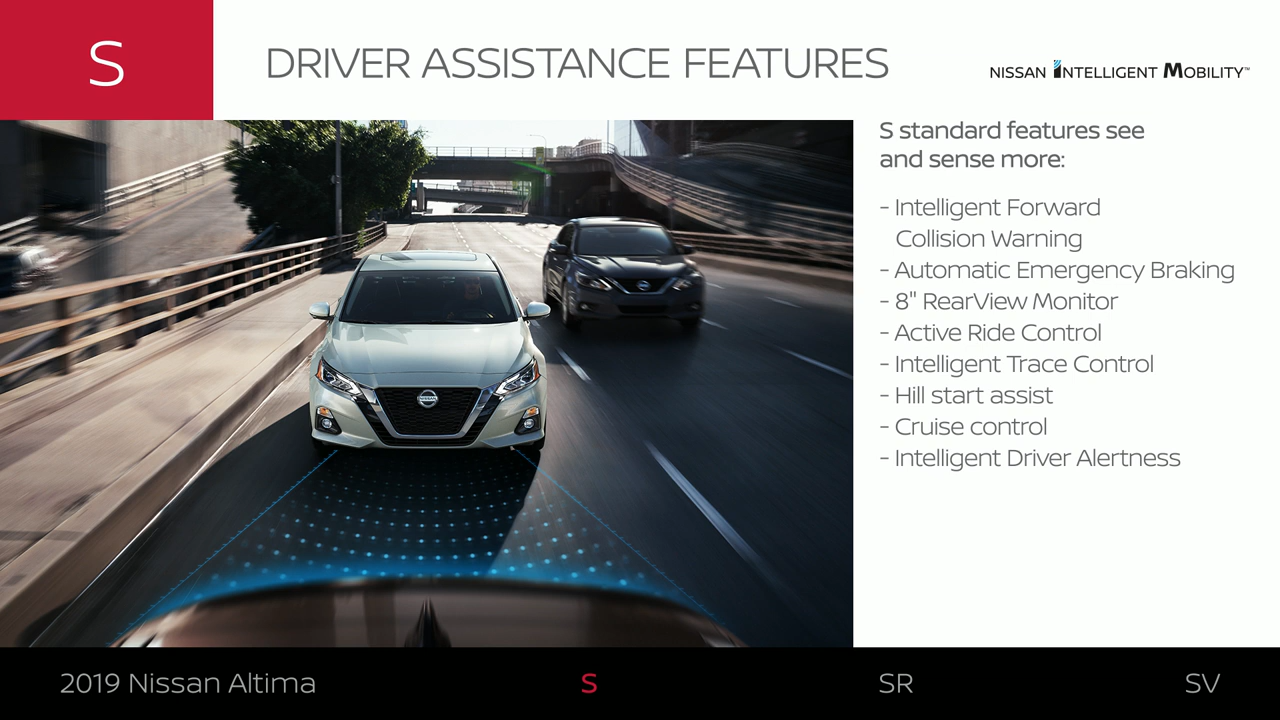 S
DRIVER ASSISTANCE FEATURES
NISSAN INTELLIGENT MOBILITY™
S standard features see
and sense more:
- Intelligent Forward
Collision Warning
- Automatic Emergency Braking
- 8" RearView Monitor
- Active Ride Control
- Intelligent Trace Control
- Hill start assist
- Cruise control
- Intelligent Driver Alertness
NISSAN
2019 Nissan Altima
S
SR
SV